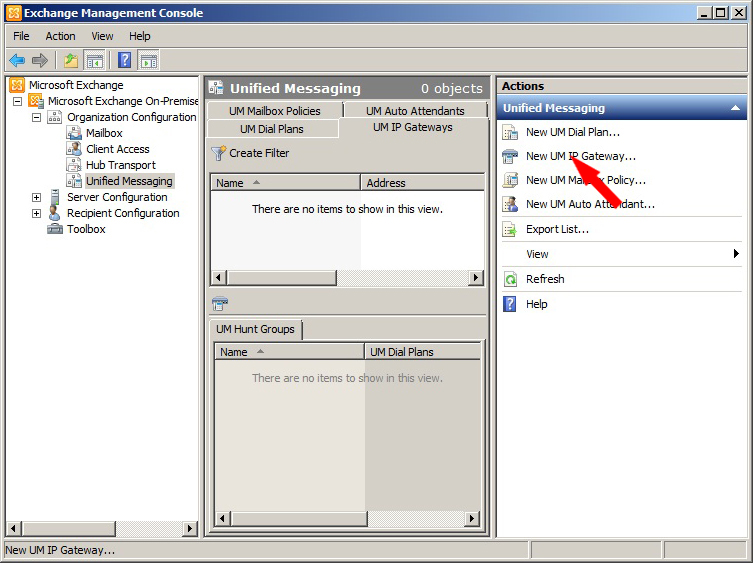 Exchange Management Console
File Action View Help
Microsoft Exchange
Microsoft Exchange On-Premise
Organization Configuration
Mailbox
Client Access
Hub Transport
Unified Messaging
Server Configuration
Recipient Configuration
Toolbox
Unified Messaging 0 objects
UM Mailbox Policies UM Auto Attendants
UM Dial Plans UM IP Gateways
Create Filter
Name Address
There are no items to show in this view.
UM Hunt Groups
Name UM Dial Plans
There are no items to show in this view.
Actions
Unified Messaging
New UM Dial Plan...
New UM IP Gateway...
New UM Mailbox Policy...
New UM Auto Attendant...
Export List...
View
Refresh
Help
New UM IP Gateway...